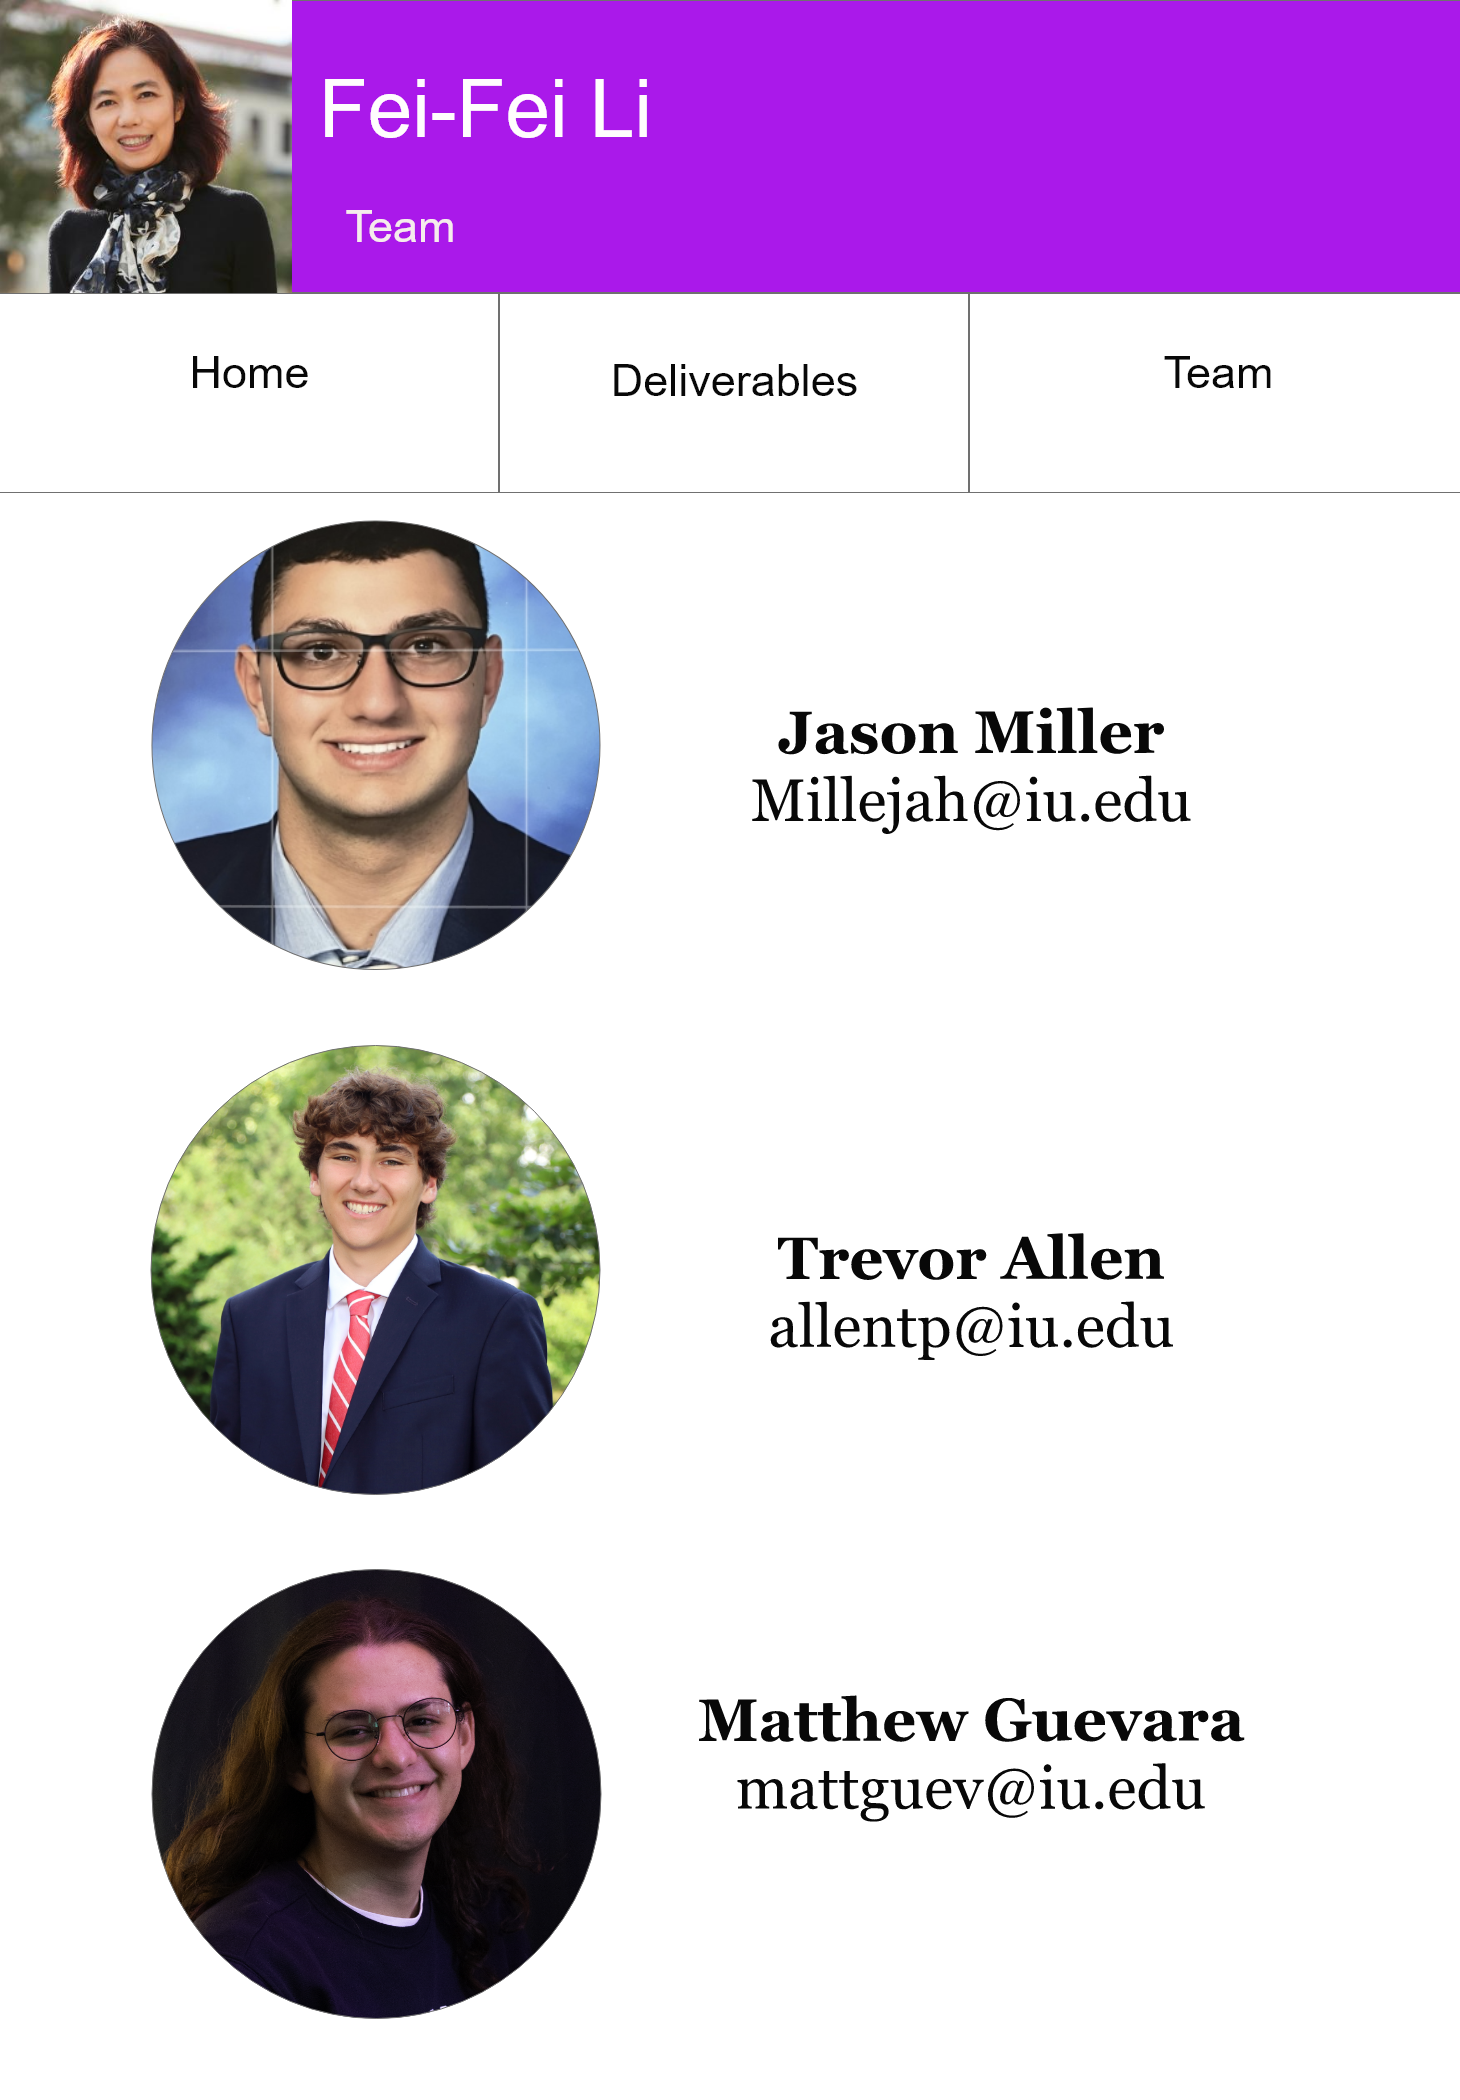 Fei-Fei Li
Team
Home
Deliverables
Team
Jason Miller
Millejah@iu.edu
Trevor Allen
allentp@iu.edu
Matthew Guevara
mattguev@iu.edu